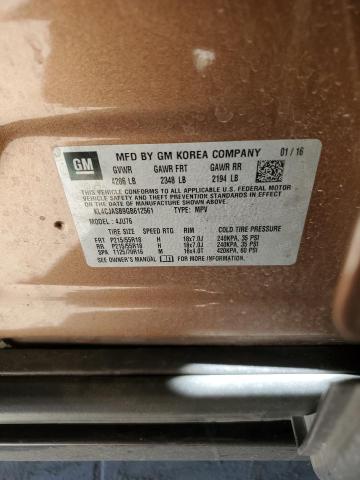 GM
MFD BY GM KOREA COMPANY 01/16
GVWR GAWR FRT GAWR RR
4206 LB 2348 LB 2194 LB
THIS VEHICLE CONFORMS TO ALL APPLICABLE U.S. FEDERAL MOTOR
VEHICLE SAFETY, BUMPER, AND THEFT PREVENTION STANDARDS IN EFFECT
ON THE DATE OF MANUFACTURE SHOWN ABOVE.
KL4CJASB9GB612561 TYPE: MPV
MODEL: 4JU76
TIRE SIZE SPEED RTG RIM
FRT P215/55R18 H 18x7.0J 240KPA, 35 PSI
RR P215/55R18 H 18x7.0J 240KPA, 35 PSI
SPA T125/70R16 M 16x4.0T 420KPA, 60 PSI
SEE OWNER'S MANUAL FOR MORE INFORMATION.